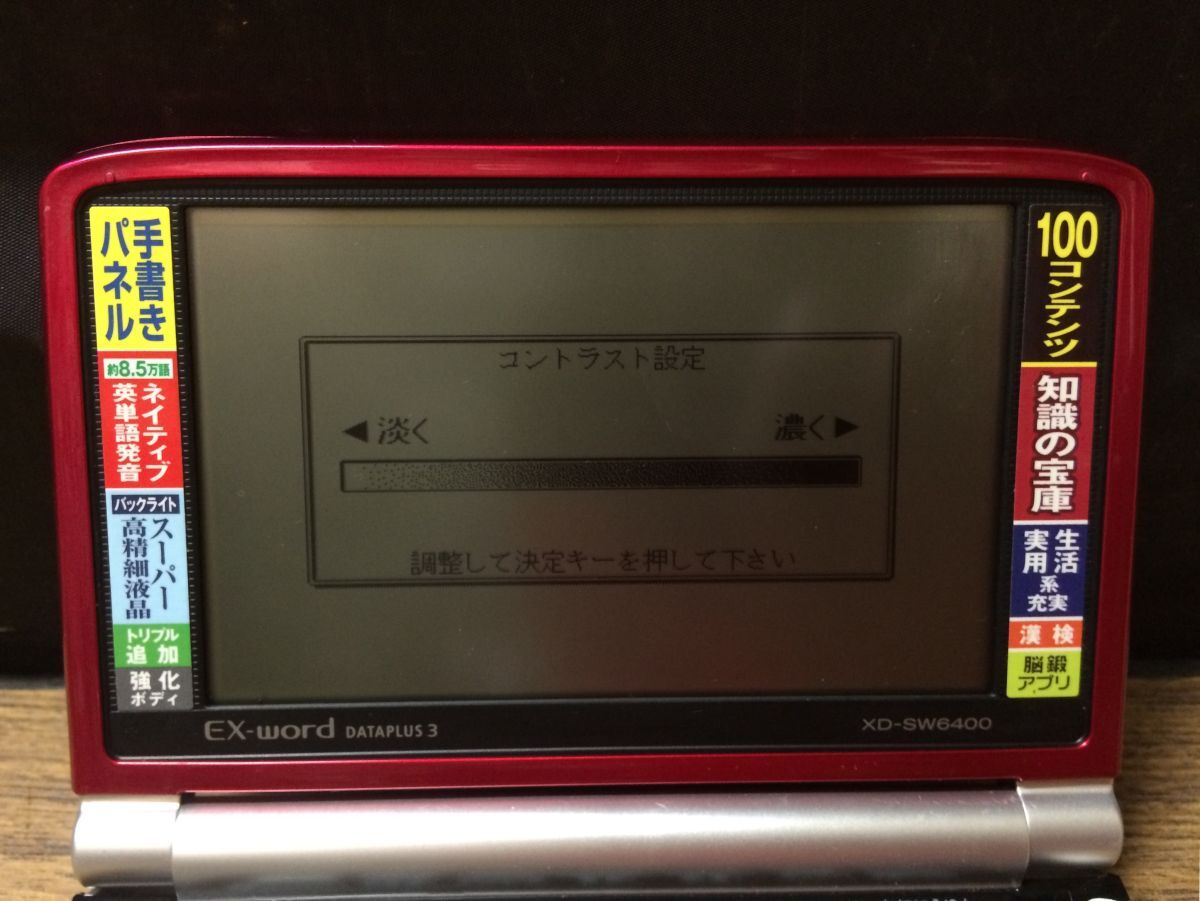 手書き
パネル
約8.5万語
ネイティブ
英単語発音
バックライト
スーパー
高精細液晶
トリプル
追加
強化
ボディ
コントラスト設定
◀淡く
濃く▶
調整して決定キーを押して下さい
100
コンテンツ
知識の宝庫
生活
実用
系
充実
漢検
脳鍛
アプリ
EX-word DATAPLUS 3
XD-SW6400